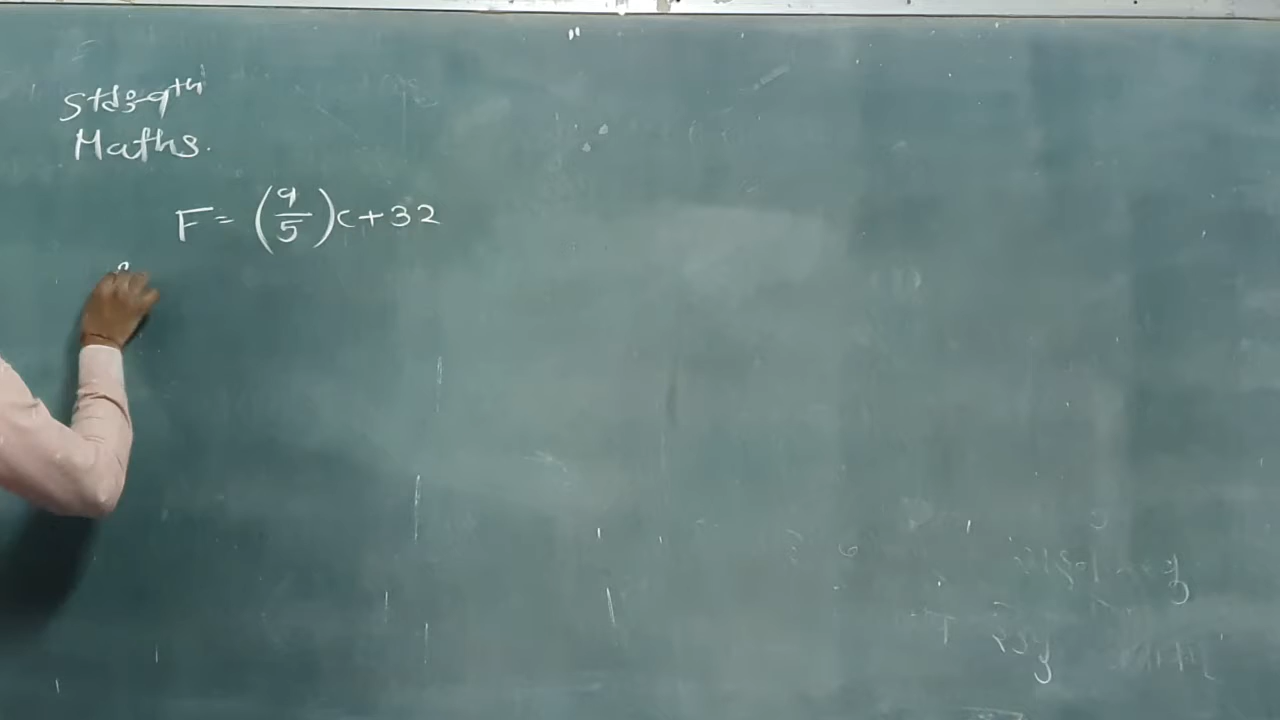 Std:9th
Maths.
F = (9/5)c+32